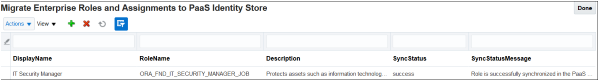 Migrate Enterprise Roles and Assignments to PaaS Identity Store
Done
Actions View
DisplayName RoleName Description SyncStatus SyncStatusMessage
IT Security Manager ORA_FND_IT_SECURITY_MANAGER_JOB Protects assets such as information technolog... success Role is successfully synchronized in the PaaS ...